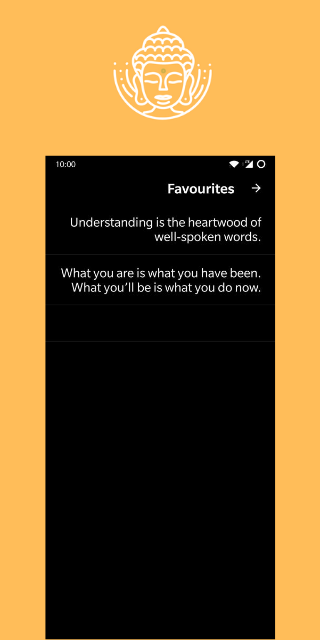 10:00
Favourites
Understanding is the heartwood of
well-spoken words.
What you are is what you have been.
What you'll be is what you do now.